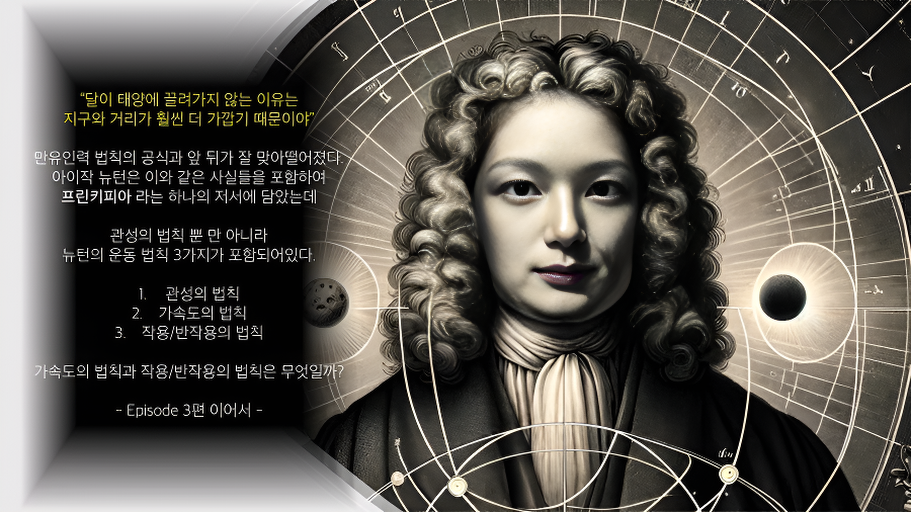 “달이 태양에 끌려가지 않는 이유는
지구와 거리가 훨씬 더 가깝기 때문이야”
만유인력 법칙의 공식과 앞 뒤가 잘 맞아떨어졌다.
아이작 뉴턴은 이와 같은 사실들을 포함하여
프린키피아 라는 하나의 저서에 담았는데
관성의 법칙 뿐 만 아니라
뉴턴의 운동 법칙 3가지가 포함되어있다.
1. 관성의 법칙
2. 가속도의 법칙
3. 작용/반작용의 법칙
가속도의 법칙과 작용/반작용의 법칙은 무엇일까?
- Episode 3편 이어서 -